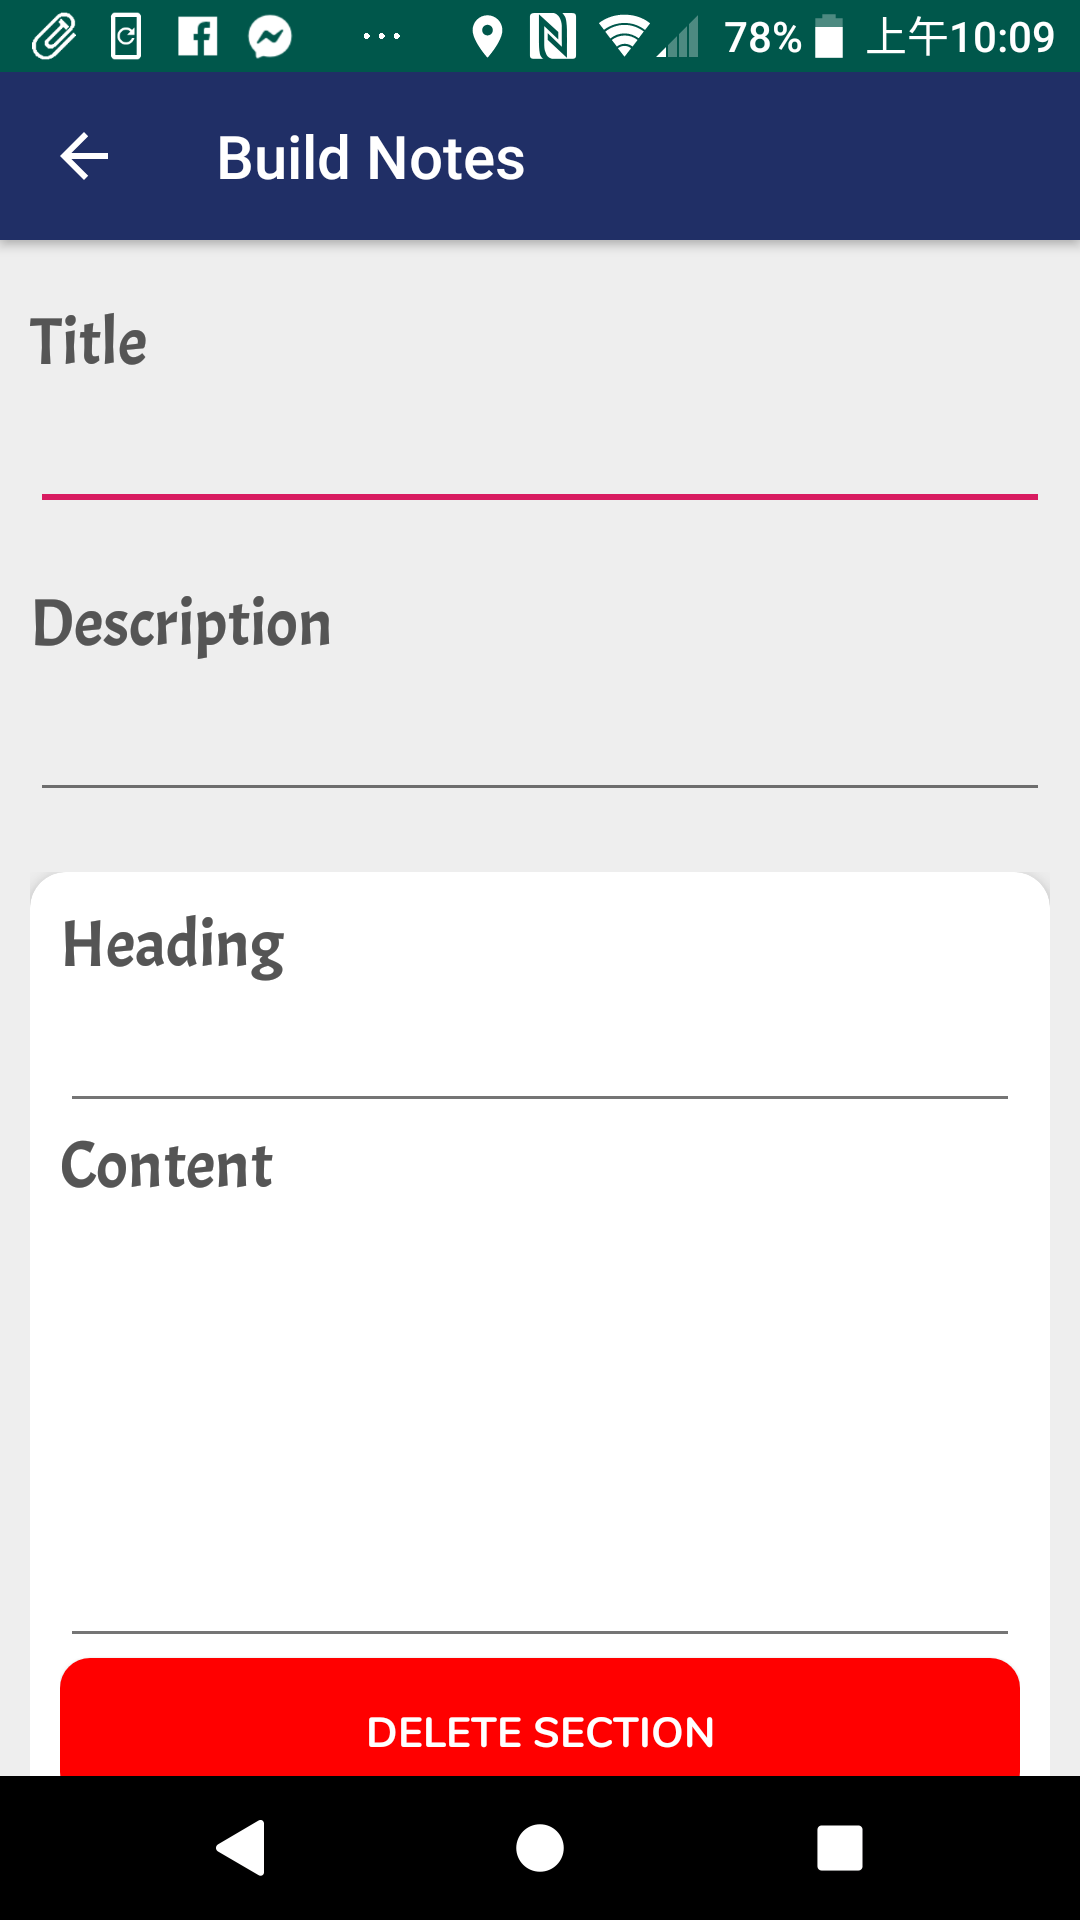 78% 上午10:09
Build Notes
Title
Description
Heading
Content
DELETE SECTION